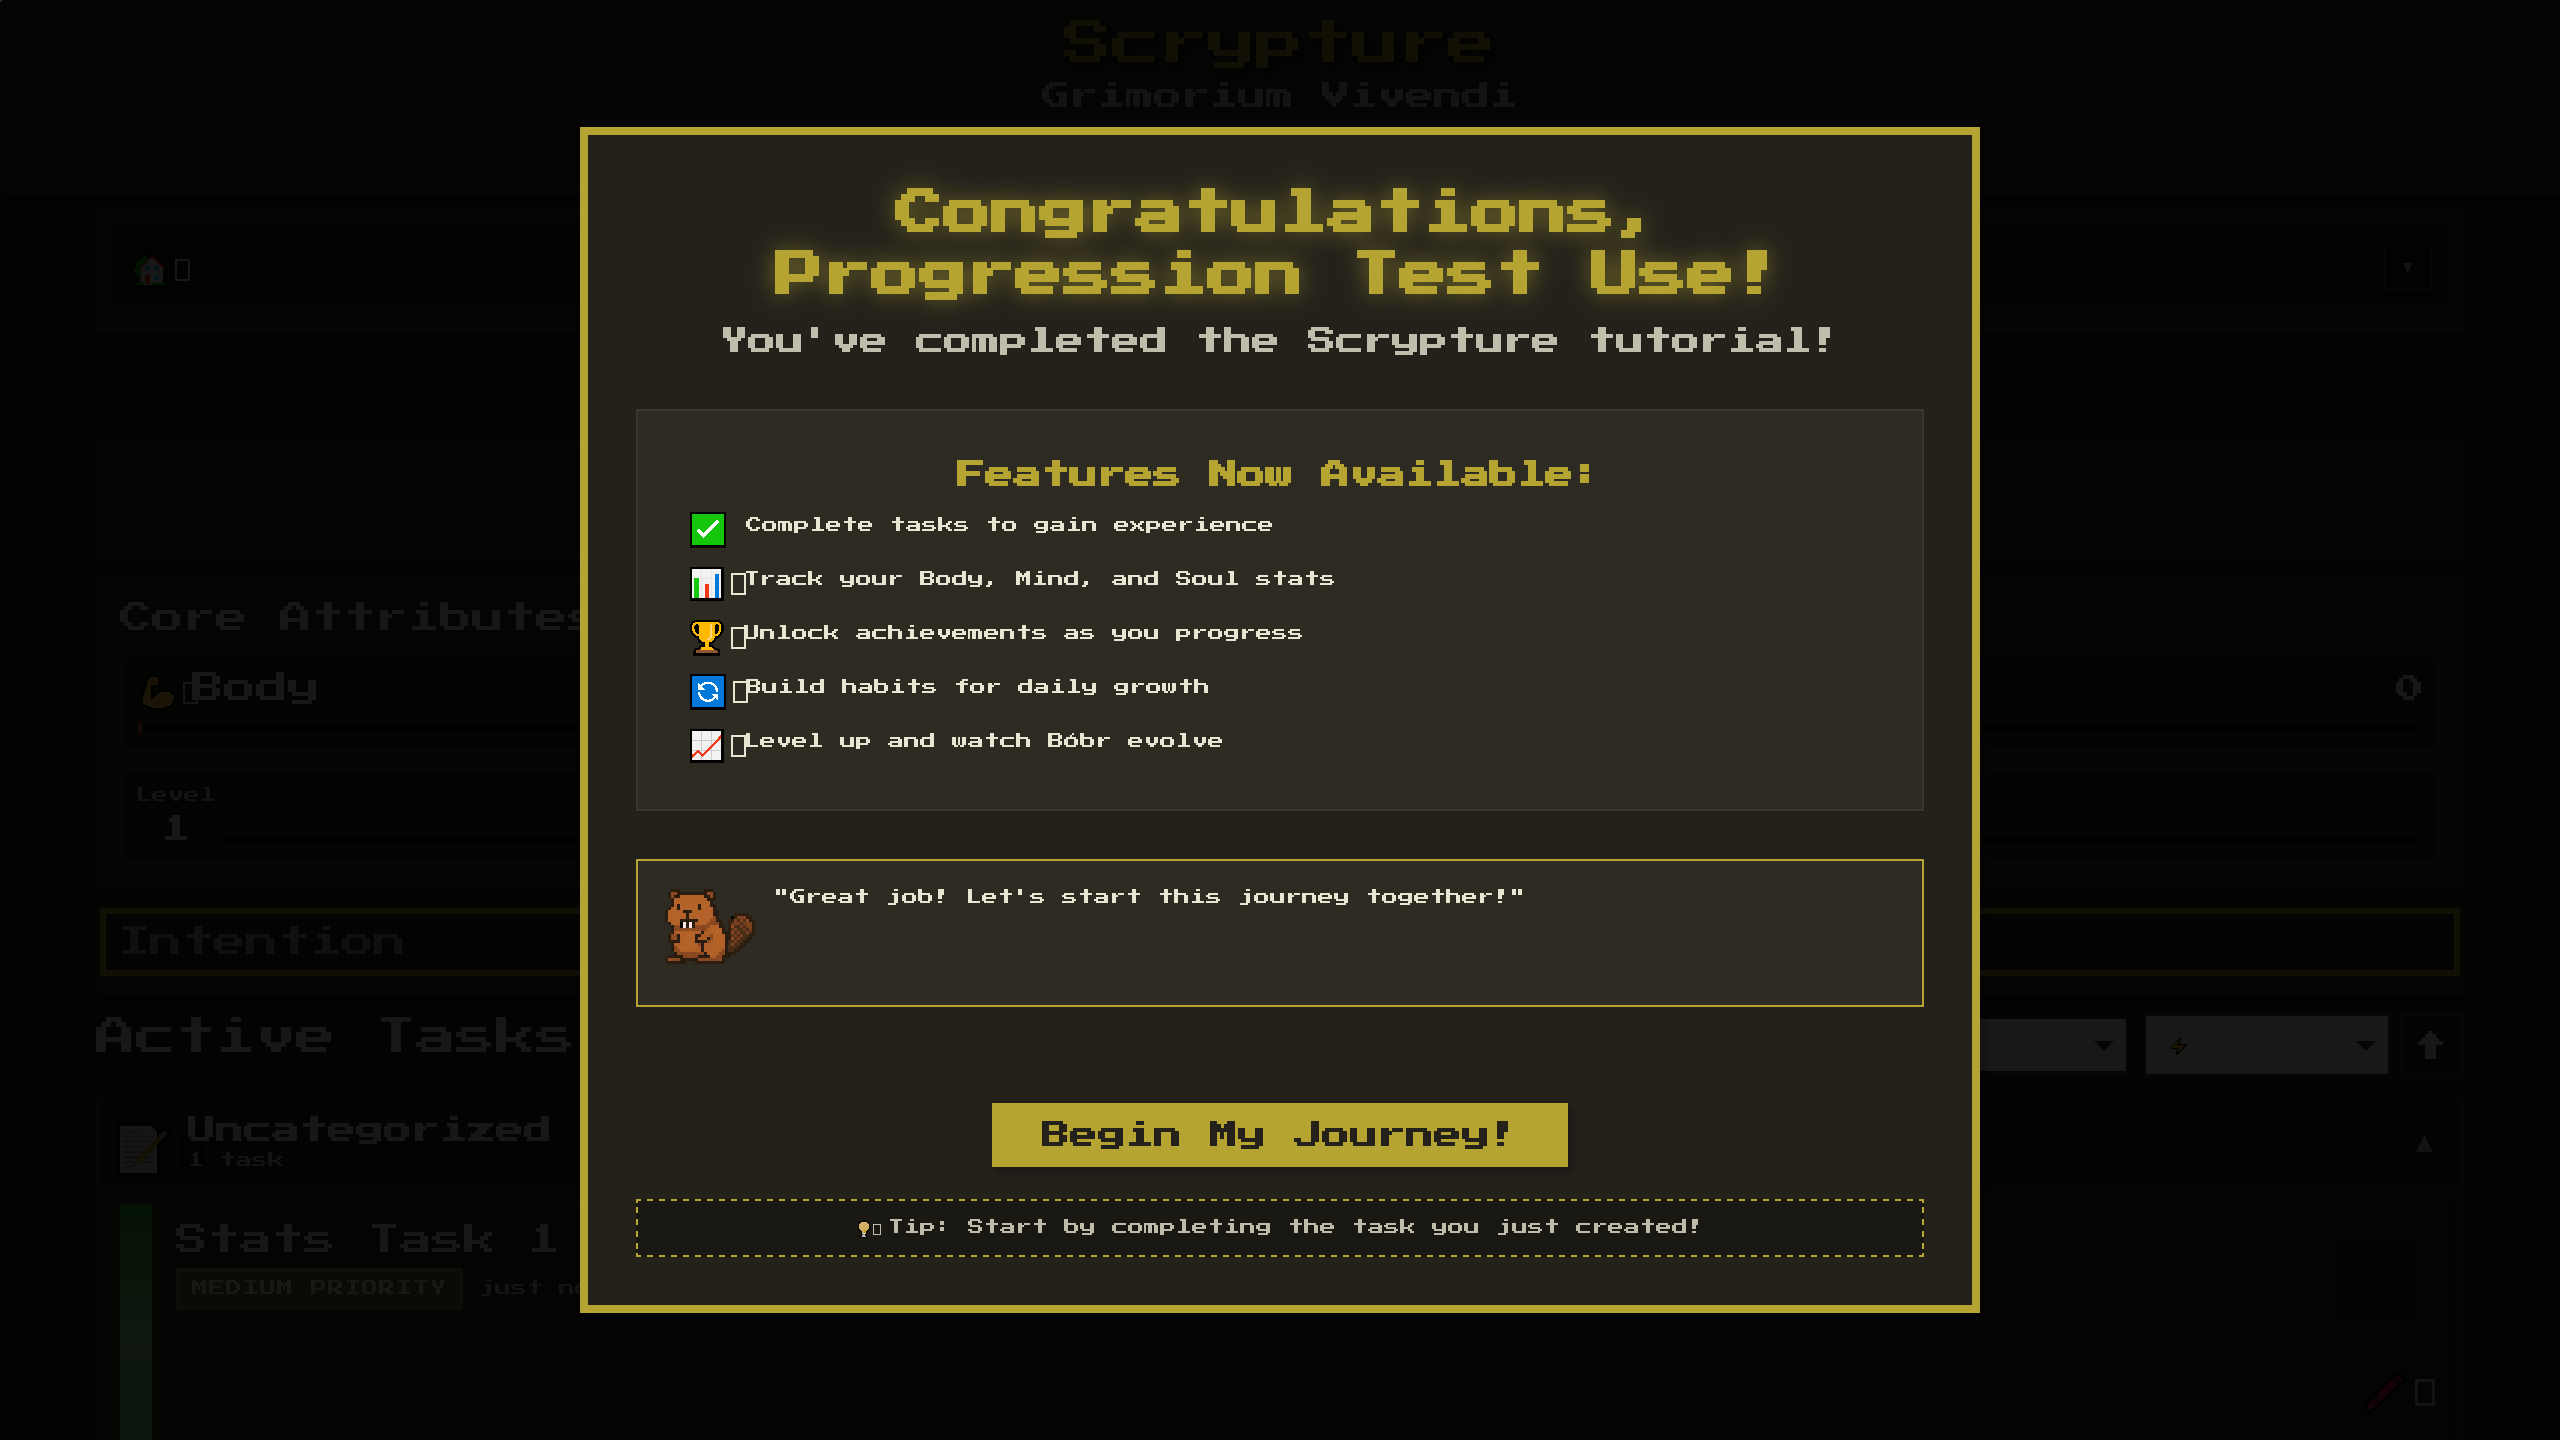 Scrypture
Grimorium Vivendi
Congratulations,
Progression Test Use!
You've completed the Scrypture tutorial!
Features Now Available:
Complete tasks to gain experience
Track your Body, Mind, and Soul stats
Unlock achievements as you progress
Build habits for daily growth
Level up and watch Bóbr evolve
"Great job! Let's start this journey together!"
Begin My Journey!
Tip: Start by completing the task you just created!
Core Attributes
Body
0
Level
1
Intention
Active Tasks
Uncategorized
1 task
Stats Task 1
MEDIUM PRIORITY just